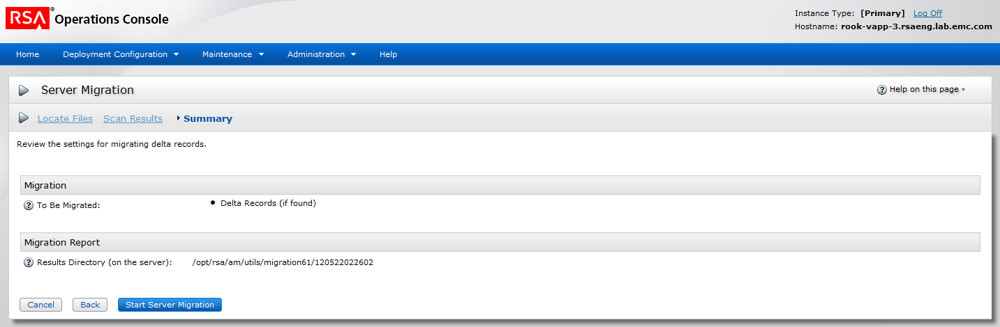 RSA® Operations Console
Instance Type: [Primary] Log Off
Hostname: rook-vapp-3.rsaeng.lab.emc.com
Home Deployment Configuration Maintenance Administration Help
Server Migration
? Help on this page
Locate Files Scan Results Summary
Review the settings for migrating delta records.
Migration
? To Be Migrated: • Delta Records (if found)
Migration Report
? Results Directory (on the server): /opt/rsa/am/utils/migration61/120522022602
Cancel Back Start Server Migration